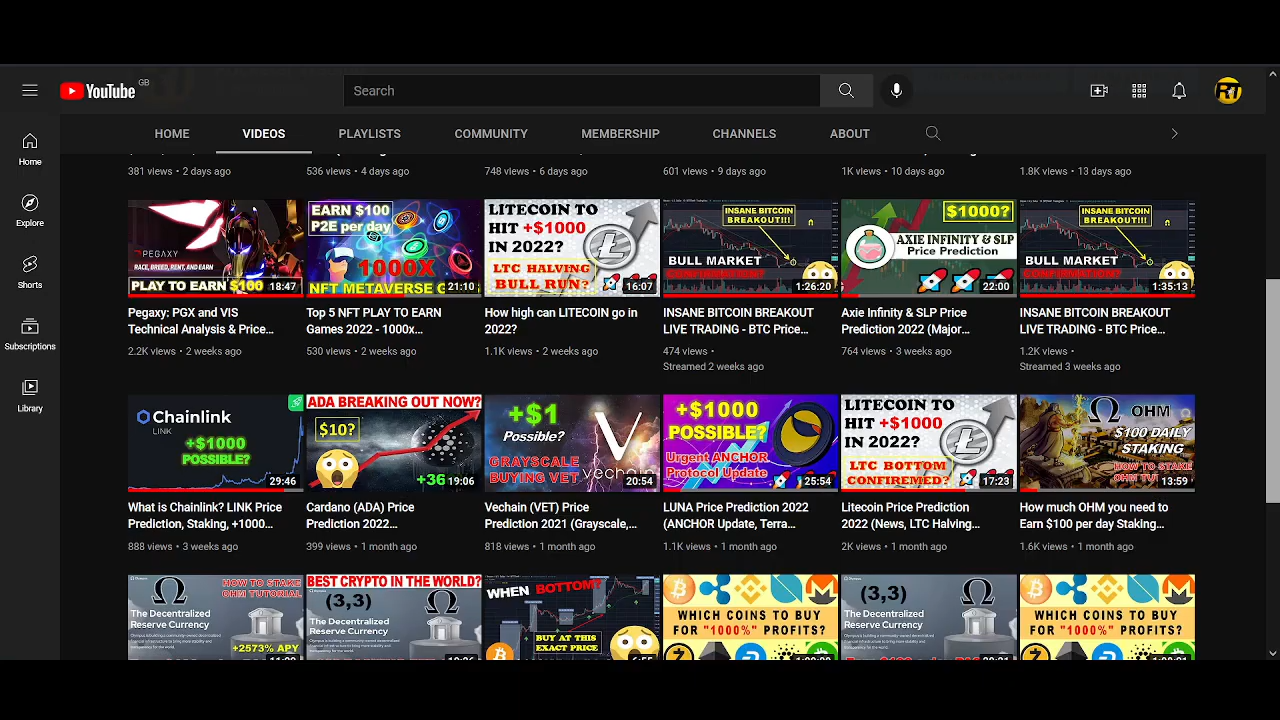 YouTube GB
Search
RT
HOME VIDEOS PLAYLISTS COMMUNITY MEMBERSHIP CHANNELS ABOUT
Home
Explore
Shorts
Subscriptions
Library
381 views • 2 days ago
536 views • 4 days ago
748 views • 6 days ago
601 views • 9 days ago
1K views • 10 days ago
1.8K views • 13 days ago
PEGAXY
RACE, BREED, RENT, AND EARN
PLAY TO EARN $100
18:47
EARN $100
P2E per day
1000X
NFT METAVERSE G
21:10
LITECOIN TO
HIT +$1000
IN 2022?
LTC HALVING
BULL RUN?
16:07
INSANE BITCOIN
BREAKOUT!!!
BULL MARKET
CONFIRMATION?
1:26:20
$1000?
AXIE INFINITY & SLP
Price Prediction
22:00
INSANE BITCOIN
BREAKOUT!!!
BULL MARKET
CONFIRMATION?
1:35:13
Pegaxy: PGX and VIS
Technical Analysis & Price...
2.2K views • 2 weeks ago
Top 5 NFT PLAY TO EARN
Games 2022 - 1000x...
530 views • 2 weeks ago
How high can LITECOIN go in
2022?
1.1K views • 2 weeks ago
INSANE BITCOIN BREAKOUT
LIVE TRADING - BTC Price...
474 views •
Streamed 2 weeks ago
Axie Infinity & SLP Price
Prediction 2022 (Major...
764 views • 3 weeks ago
INSANE BITCOIN BREAKOUT
LIVE TRADING - BTC Price...
1.2K views •
Streamed 3 weeks ago
Chainlink
LINK
+$1000
POSSIBLE?
29:46
ADA BREAKING OUT NOW?
$10?
+36
19:06
+$1
Possible?
GRAYSCALE
BUYING VET
vechain
20:54
+$1000
POSSIBLE?
Urgent ANCHOR
Protocol Update
25:54
LITECOIN TO
HIT +$1000
IN 2022?
LTC BOTTOM
CONFIREMED?
17:23
OHM
$100 DAILY
STAKING
HOW TO STAKE
OHM TUT
13:59
What is Chainlink? LINK Price
Prediction, Staking, +1000...
888 views • 3 weeks ago
Cardano (ADA) Price
Prediction 2022...
399 views • 1 month ago
Vechain (VET) Price
Prediction 2021 (Grayscale,...
818 views • 1 month ago
LUNA Price Prediction 2022
(ANCHOR Update, Terra...
1.1K views • 1 month ago
Litecoin Price Prediction
2022 (News, LTC Halving...
2K views • 1 month ago
How much OHM you need to
Earn $100 per day Staking...
1.6K views • 1 month ago
HOW TO STAKE
OHM TUTORIAL
The Decentralized
Reserve Currency
+2573% APY
BEST CRYPTO IN THE WORLD?
(3,3)
The Decentralized
Reserve Currency
WHEN BOTTOM?
BUY AT THIS
EXACT PRICE
WHICH COINS TO BUY
FOR "1000%" PROFITS?
(3,3)
The Decentralized
Reserve Currency
WHICH COINS TO BUY
FOR "1000%" PROFITS?